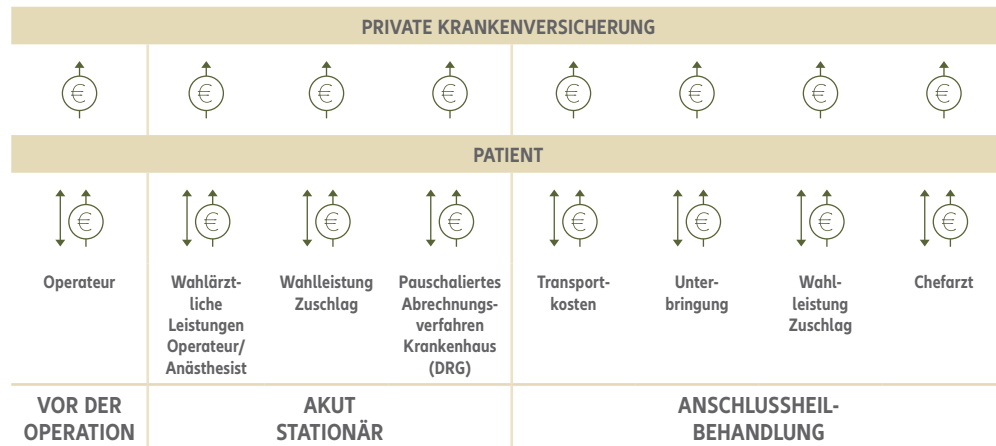 PRIVATE KRANKENVERSICHERUNG
€ € € € € € € €
PATIENT
€ € € € € € € €
Operateur
Wahlärzt-
liche
Leistungen
Operateur/
Anästhesist
Wahlleistung
Zuschlag
Pauschaliertes
Abrechnungs-
verfahren
Krankenhaus
(DRG)
Transport-
kosten
Unter-
bringung
Wahl-
leistung
Zuschlag
Chefarzt
VOR DER
OPERATION
AKUT
STATIONÄR
ANSCHLUSSHEIL-
BEHANDLUNG